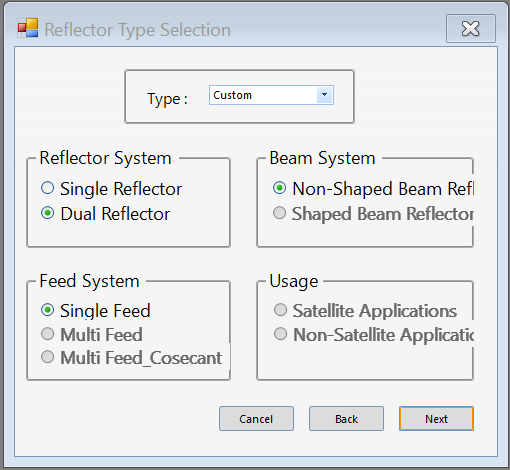 Reflector Type Selection
Type :
Custom
Reflector System
Single Reflector
Dual Reflector
Beam System
Non-Shaped Beam Refl
Shaped Beam Reflector
Feed System
Single Feed
Multi Feed
Multi Feed_Cosecant
Usage
Satellite Applications
Non-Satellite Applicatic
Cancel
Back
Next